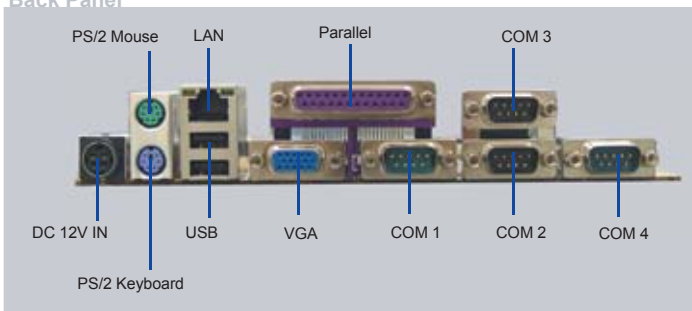 Back Panel
PS/2 Mouse
LAN
Parallel
COM 3
DC 12V IN
USB
VGA
COM 1
COM 2
COM 4
PS/2 Keyboard